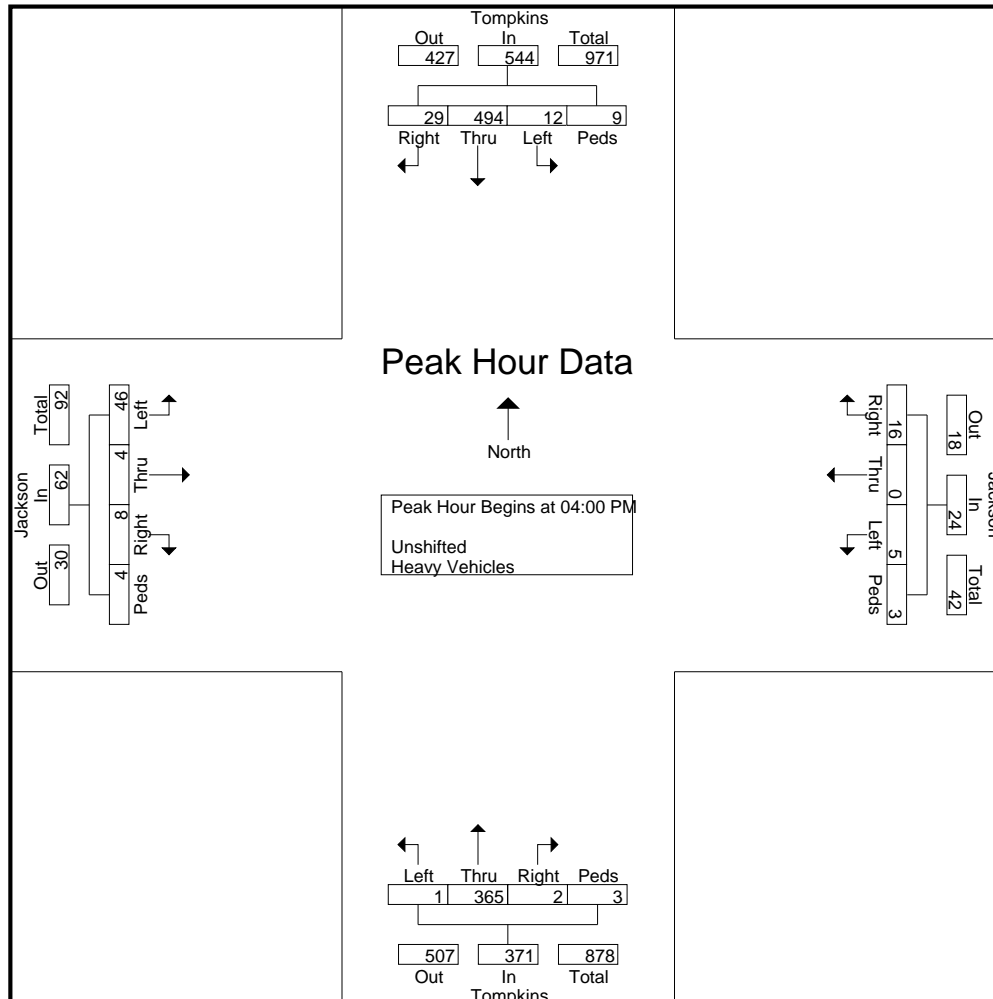 Tompkins
Out In Total
427 544 971
29 494 12 9
Right Thru Left Peds
Peak Hour Data
North
Peak Hour Begins at 04:00 PM
Unshifted
Heavy Vehicles
Jackson
Total In Out
92 62 30
46 4 8 4
Left Thru Right Peds
Jackson
Out In Total
18 24 42
16 0 5 3
Right Thru Left Peds
Left Thru Right Peds
1 365 2 3
507 371 878
Out In Total
Tompkins